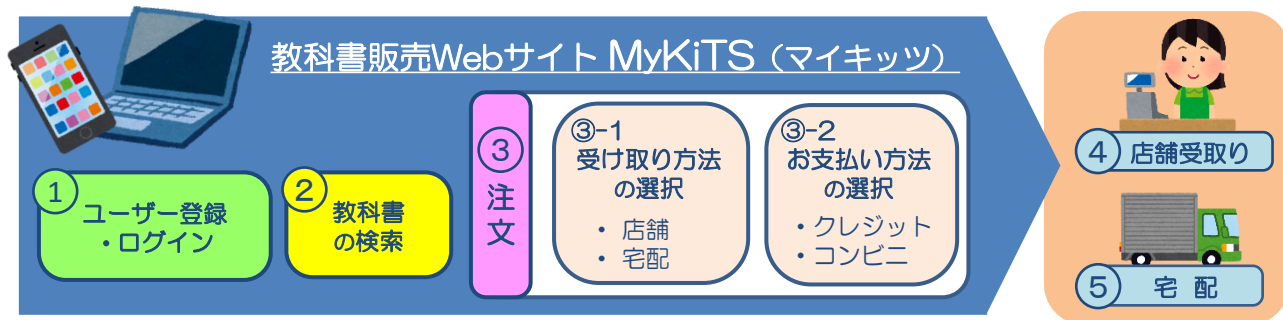 教科書販売Webサイト MyKiTS（マイキッツ）
①
ユーザー登録
・ログイン
②
教科書
の検索
③
注
文
③-1
受け取り方法
の選択
・ 店舗
・ 宅配
③-2
お支払い方法
の選択
・クレジット
・コンビニ
④ 店舗受取り
⑤ 宅 配